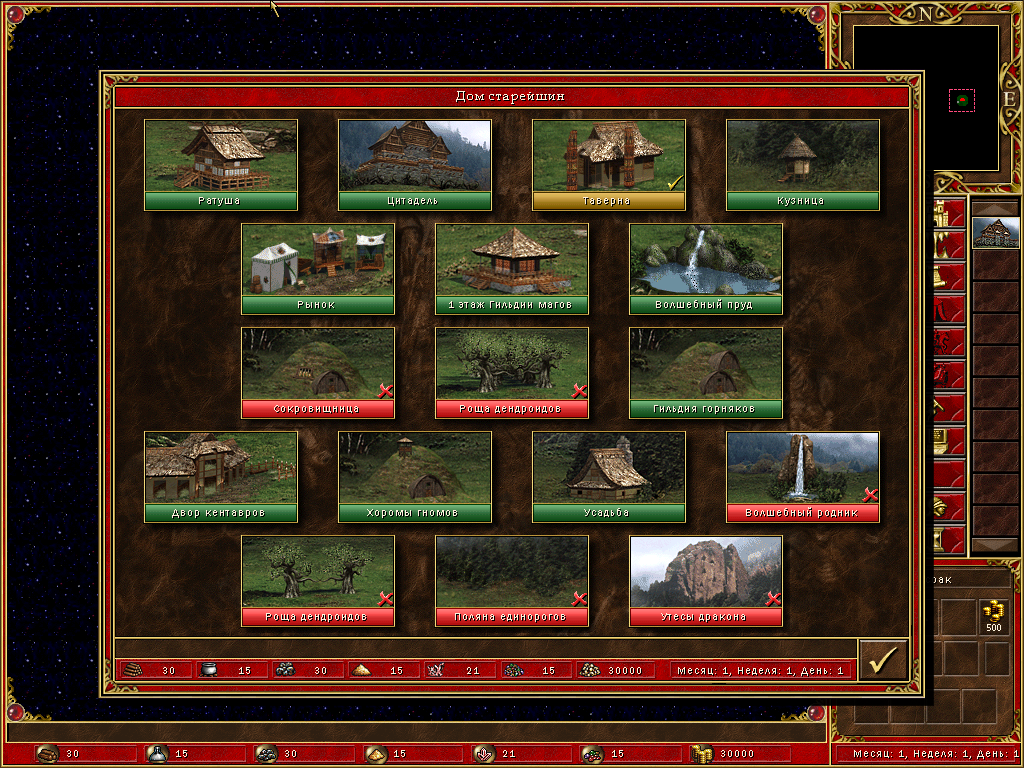 N
Дом старейшин
E
Ратуша
Цитадель
Таверна
Кузница
Рынок
1 этаж Гильдии магов
Волшебный пруд
Сокровищница
Роща дендроидов
Гильдия горняков
Двор кентавров
Хоромы гномов
Усадьба
Волшебный родник
рак
500
Роща дендроидов
Поляна единорогов
Утесы дракона
30 15 30 15 21 15 30000 Месяц: 1, Неделя: 1, День: 1
30 15 30 15 21 15 30000 Месяц: 1, Неделя: 1, День: 1